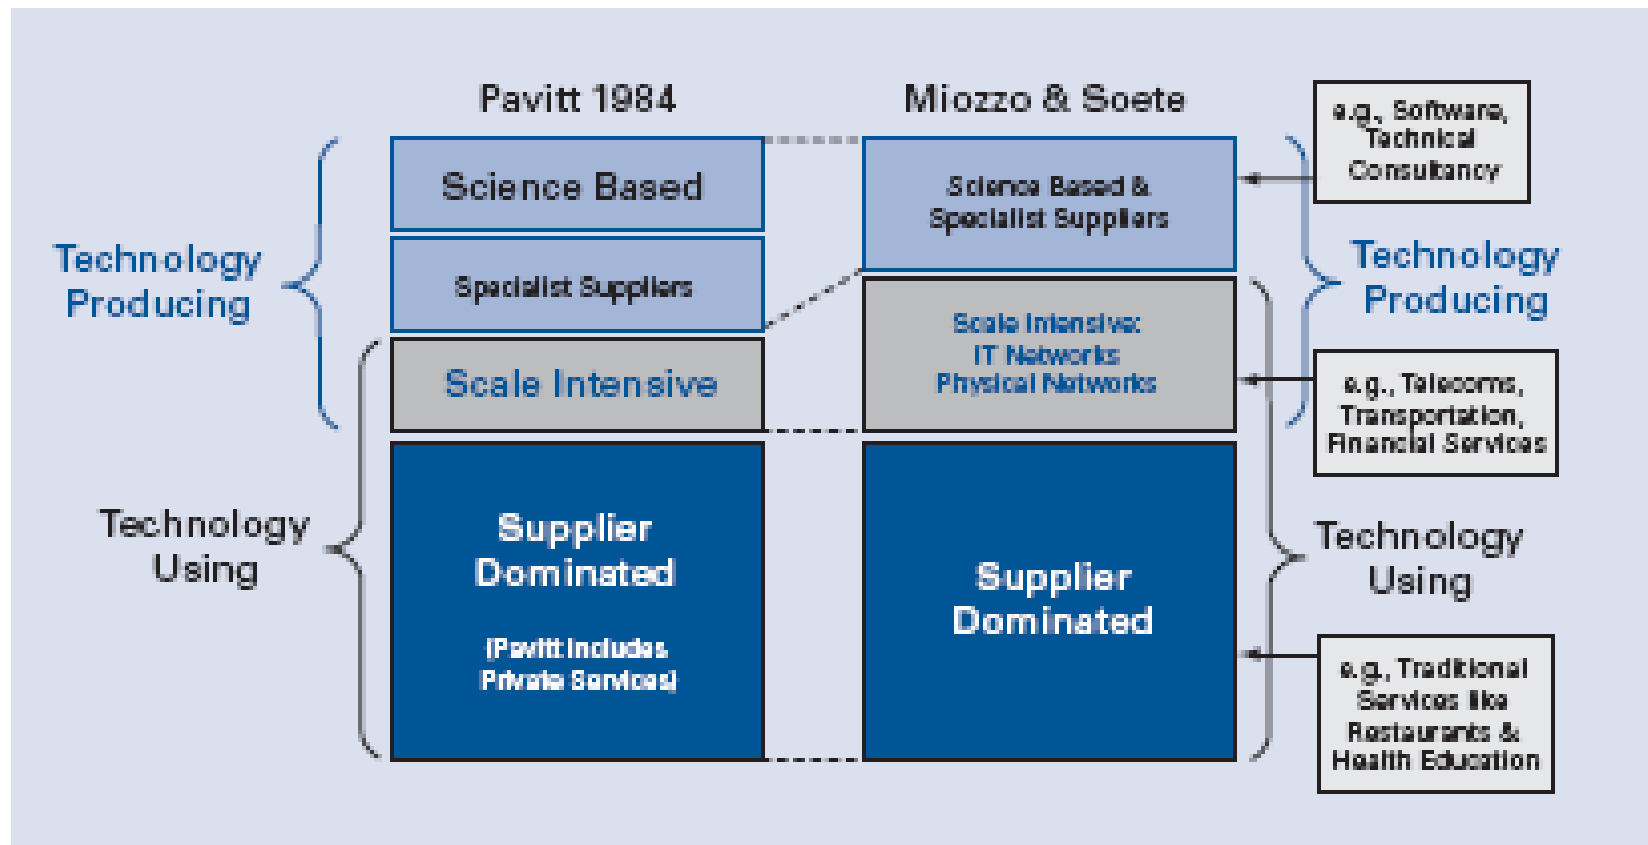 Pavitt 1984
Miozzo & Soete
Technology
Producing
Science Based
Specialist Suppliers
Scale Intensive
Technology
Using
Supplier
Dominated
(Pavitt includes
Private Services)
Science Based &
Specialist Suppliers
Scale Intensive:
IT Networks
Physical Networks
Supplier
Dominated
e.g., Software,
Technical
Consultancy
Technology
Producing
e.g., Telecoms,
Transportation,
Financial Services
Technology
Using
e.g., Traditional
Services like
Restaurants &
Health Education